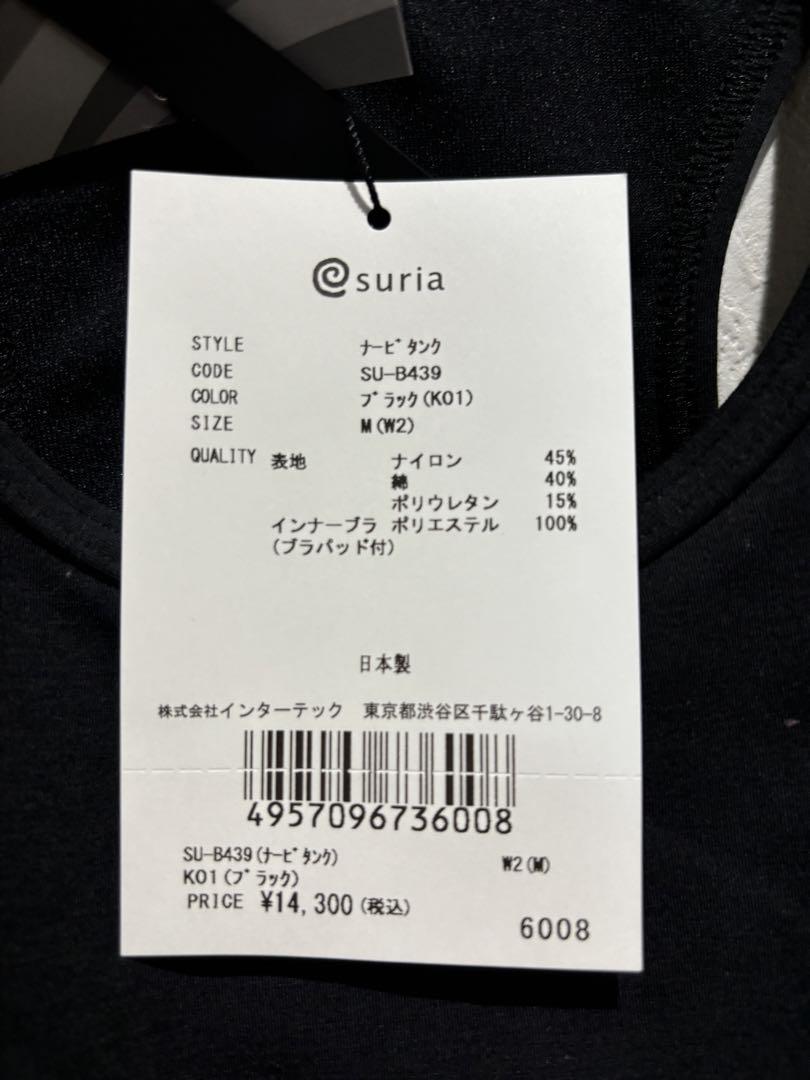 suria
STYLE ﾅｰﾋﾞﾀﾝｸ
CODE SU-B439
COLOR ﾌﾞﾗｯｸ(K01)
SIZE M(W2)
QUALITY 表地 ナイロン 45%
綿 40%
ポリウレタン 15%
インナーブラ ポリエステル 100%
(ブラパッド付)
日本製
株式会社インターテック 東京都渋谷区千駄ヶ谷1-30-8
4957096736008
SU-B439(ﾅｰﾋﾞﾀﾝｸ) W2(M)
K01(ﾌﾞﾗｯｸ)
PRICE ¥14,300(税込)
6008